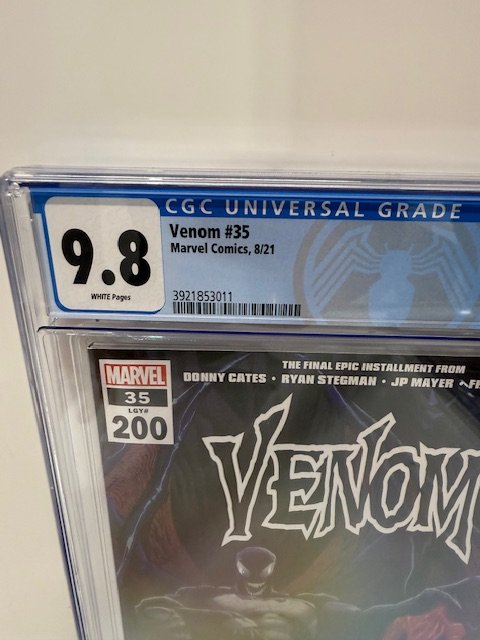 CGC UNIVERSAL GRADE
9.8
WHITE Pages
Venom #35
Marvel Comics, 8/21
3921853011
MARVEL
35
LGY#
200
THE FINAL EPIC INSTALLMENT FROM
DONNY CATES • RYAN STEGMAN • JP MAYER •
VENOM